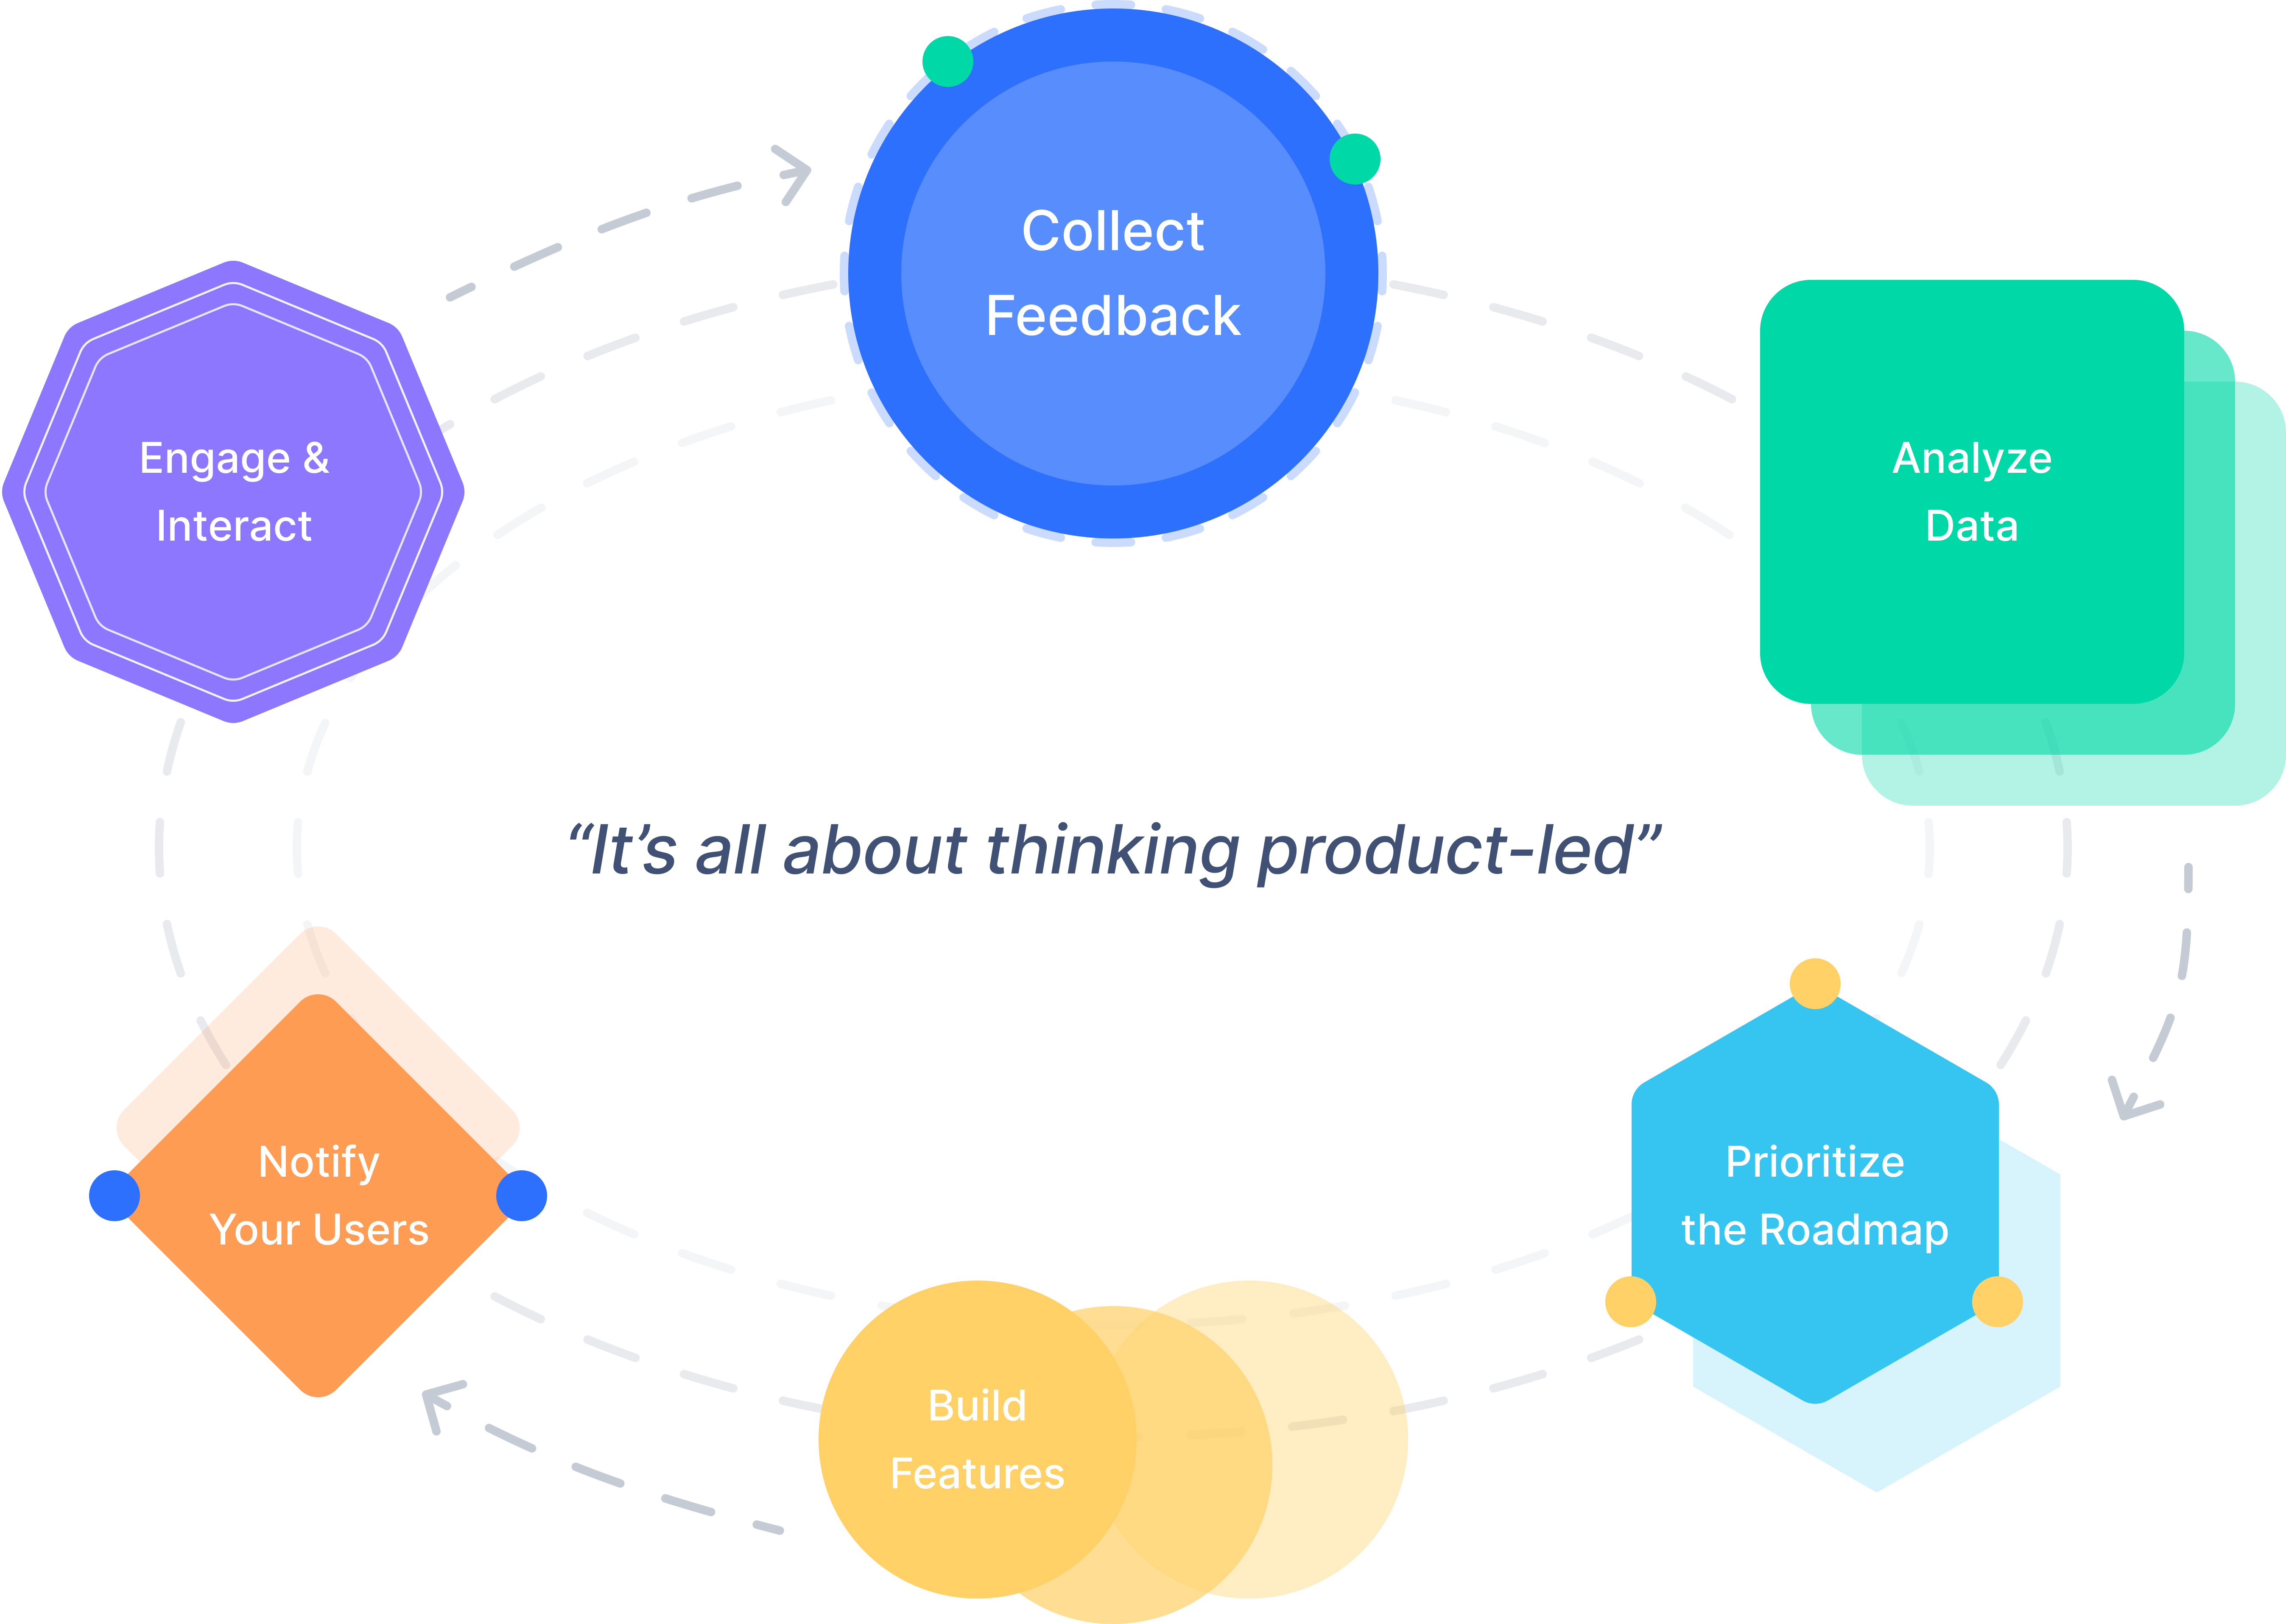 Collect
Feedback
Engage &
Interact
Analyze
Data
“It’s all about thinking product-led”
Notify
Your Users
Prioritize
the Roadmap
Build
Features